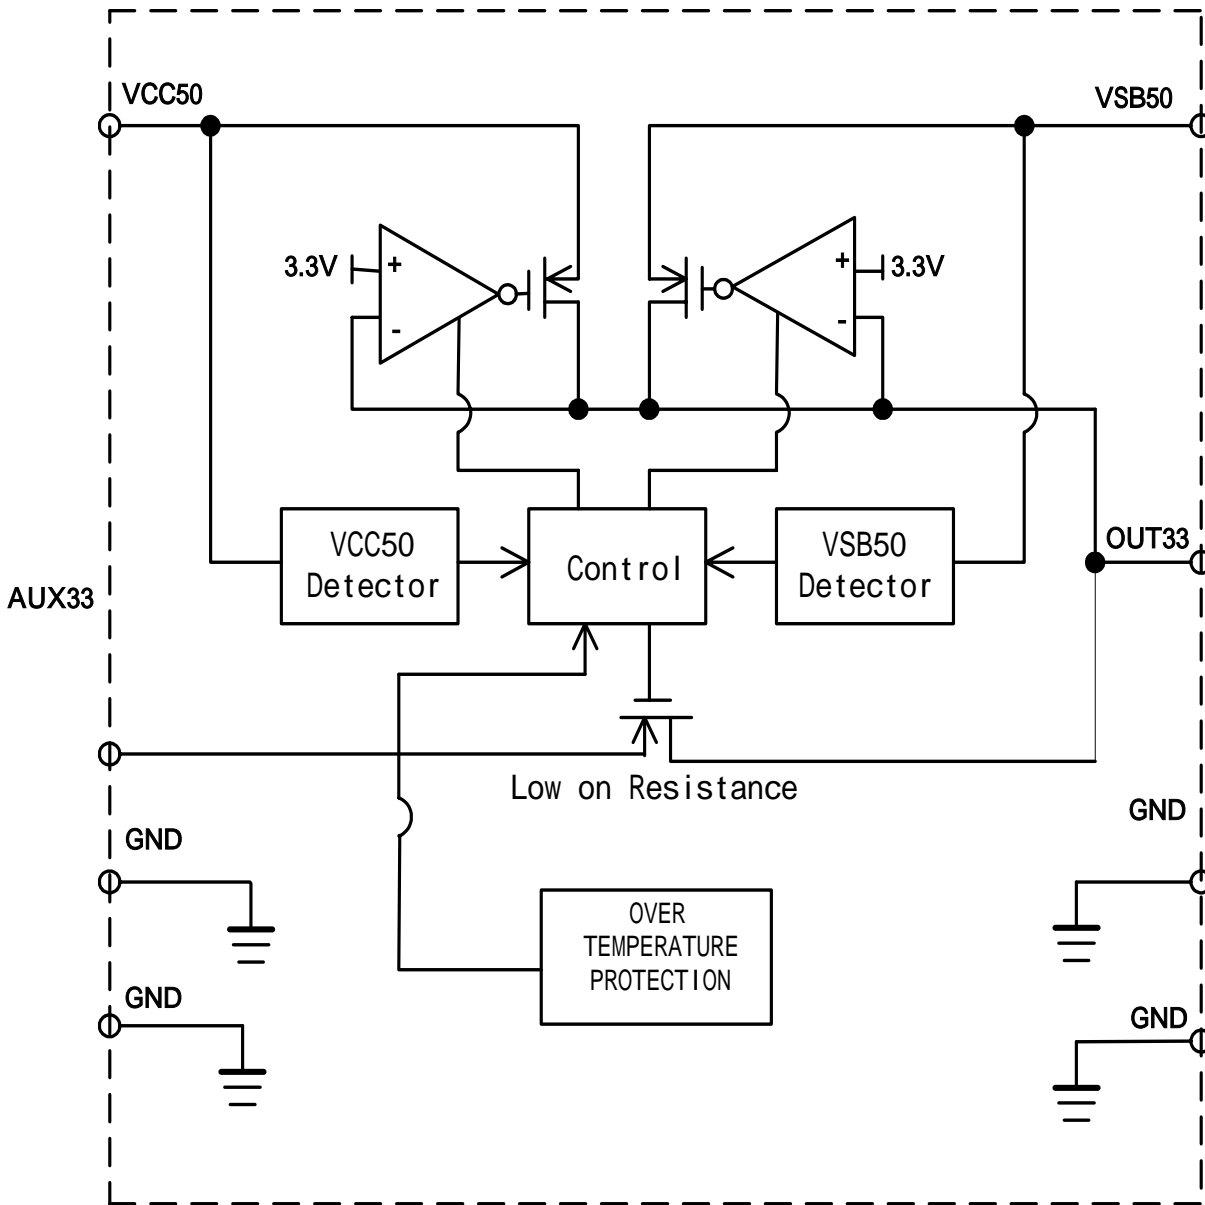 VCC50
VSB50
3.3V
+
-
+
3.3V
-
VCC50
Detector
Control
VSB50
Detector
OUT33
AUX33
Low on Resistance
GND
GND
OVER
TEMPERATURE
PROTECTION
GND
GND